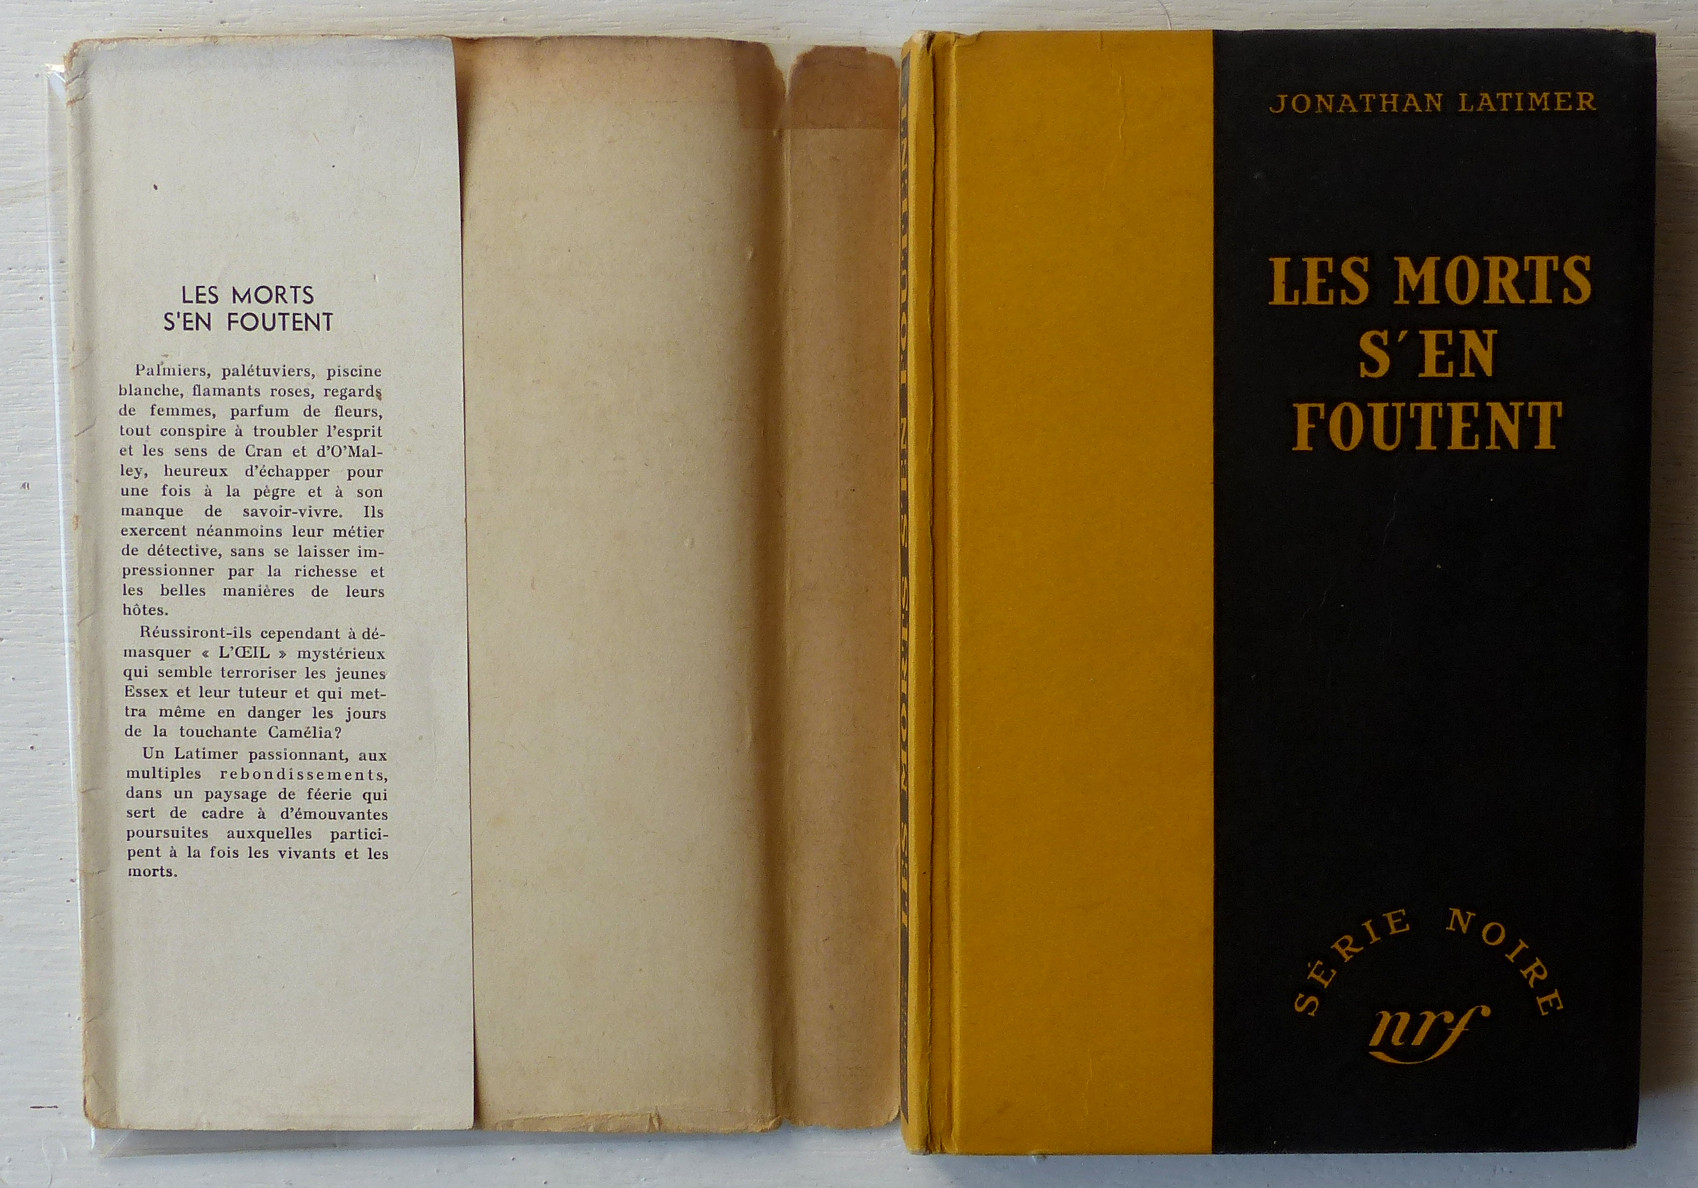 LES MORTS
S'EN FOUTENT
Palmiers, palétuviers, piscine
blanche, flamants roses, regards
de femmes, parfum de fleurs,
tout conspire à troubler l'esprit
et les sens de Cran et d'O'Mal-
ley, heureux d'échapper pour
une fois à la pègre et à son
manque de savoir-vivre. Ils
exercent néanmoins leur métier
de détective, sans se laisser im-
pressionner par la richesse et
les belles manières de leurs
hôtes.
Réussiront-ils cependant à dé-
masquer « L'ŒIL » mystérieux
qui semble terroriser les jeunes
Essex et leur tuteur et qui met-
tra même en danger les jours
de la touchante Camélia?
Un Latimer passionnant, aux
multiples rebondissements,
dans un paysage de féerie qui
sert de cadre à d'émouvantes
poursuites auxquelles partici-
pent à la fois les vivants et les
morts.
LES MORTS S'EN FOUTENT
JONATHAN LATIMER
LES MORTS
S'EN
FOUTENT
SÉRIE NOIRE
nrf